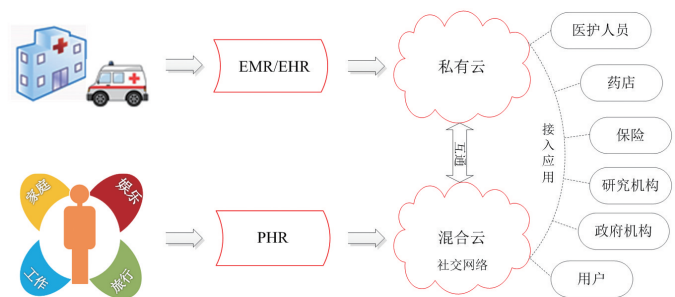 EMR/EHR
私有云
医护人员
药店
保险
研究机构
政府机构
用户
接入应用
互通
家庭
娱乐
工作
旅行
PHR
混合云
社交网络